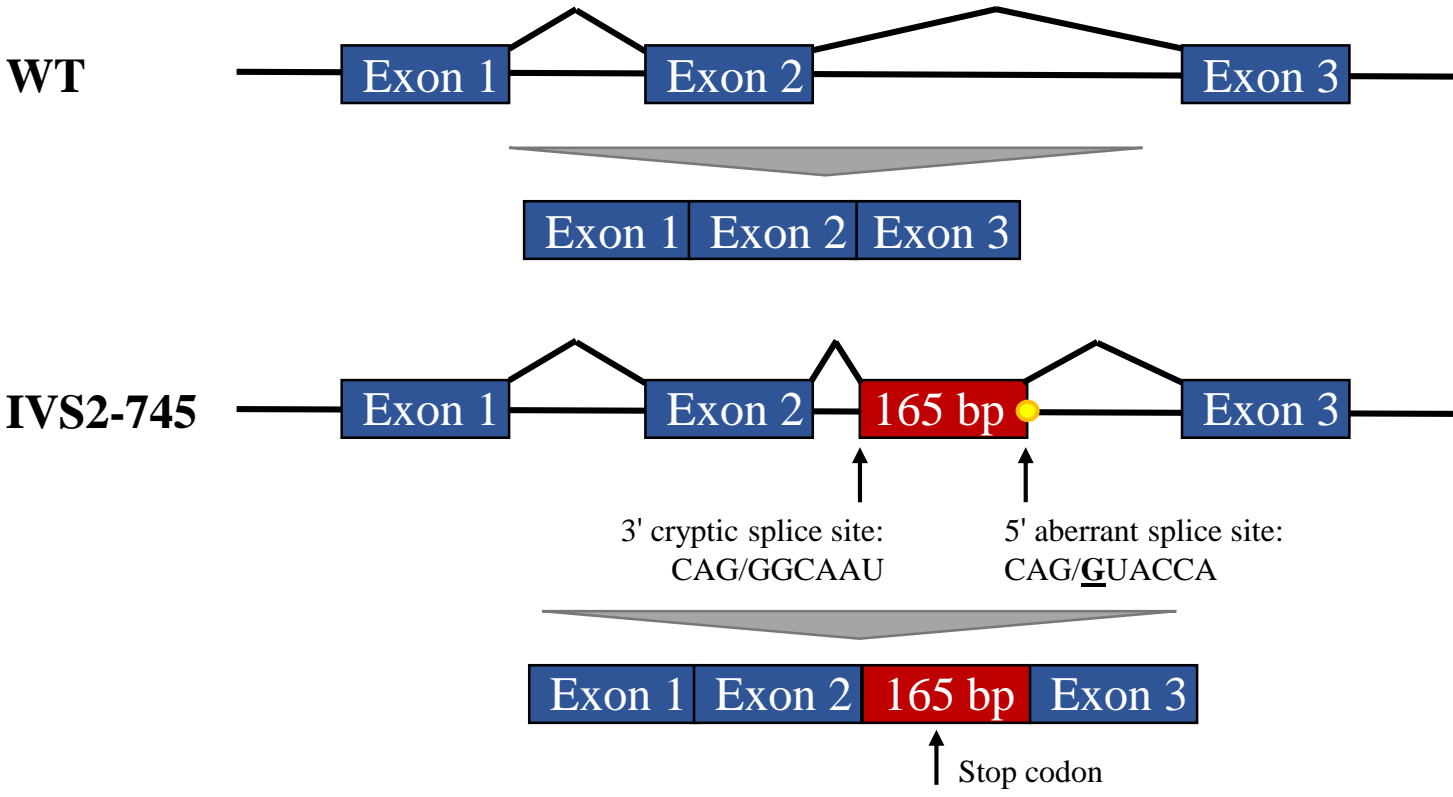 WT
Exon 1 Exon 2 Exon 3
Exon 1 Exon 2 Exon 3
IVS2-745
Exon 1 Exon 2 165 bp Exon 3
3' cryptic splice site:
CAG/GGCAAU
5' aberrant splice site:
CAG/GUACCA
Exon 1 Exon 2 165 bp Exon 3
Stop codon